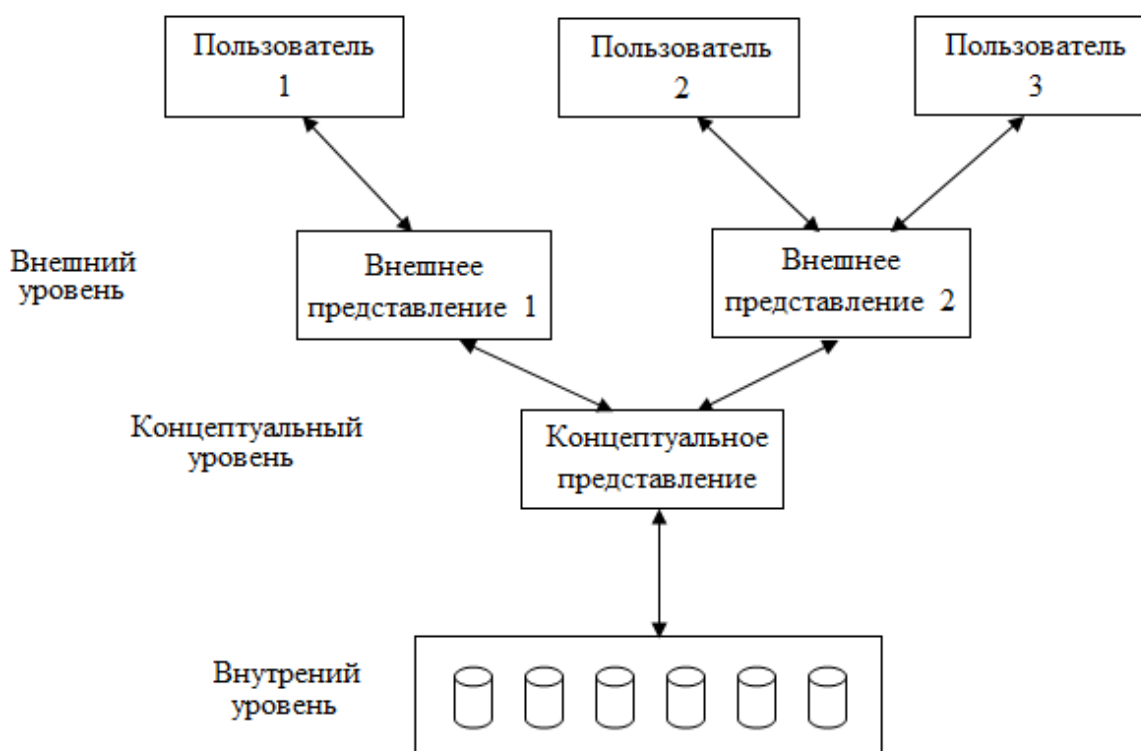 Пользователь
1
Пользователь
2
Пользователь
3
Внешний
уровень
Внешнее
представление 1
Внешнее
представление 2
Концептуальный
уровень
Концептуальное
представление
Внутрений
уровень